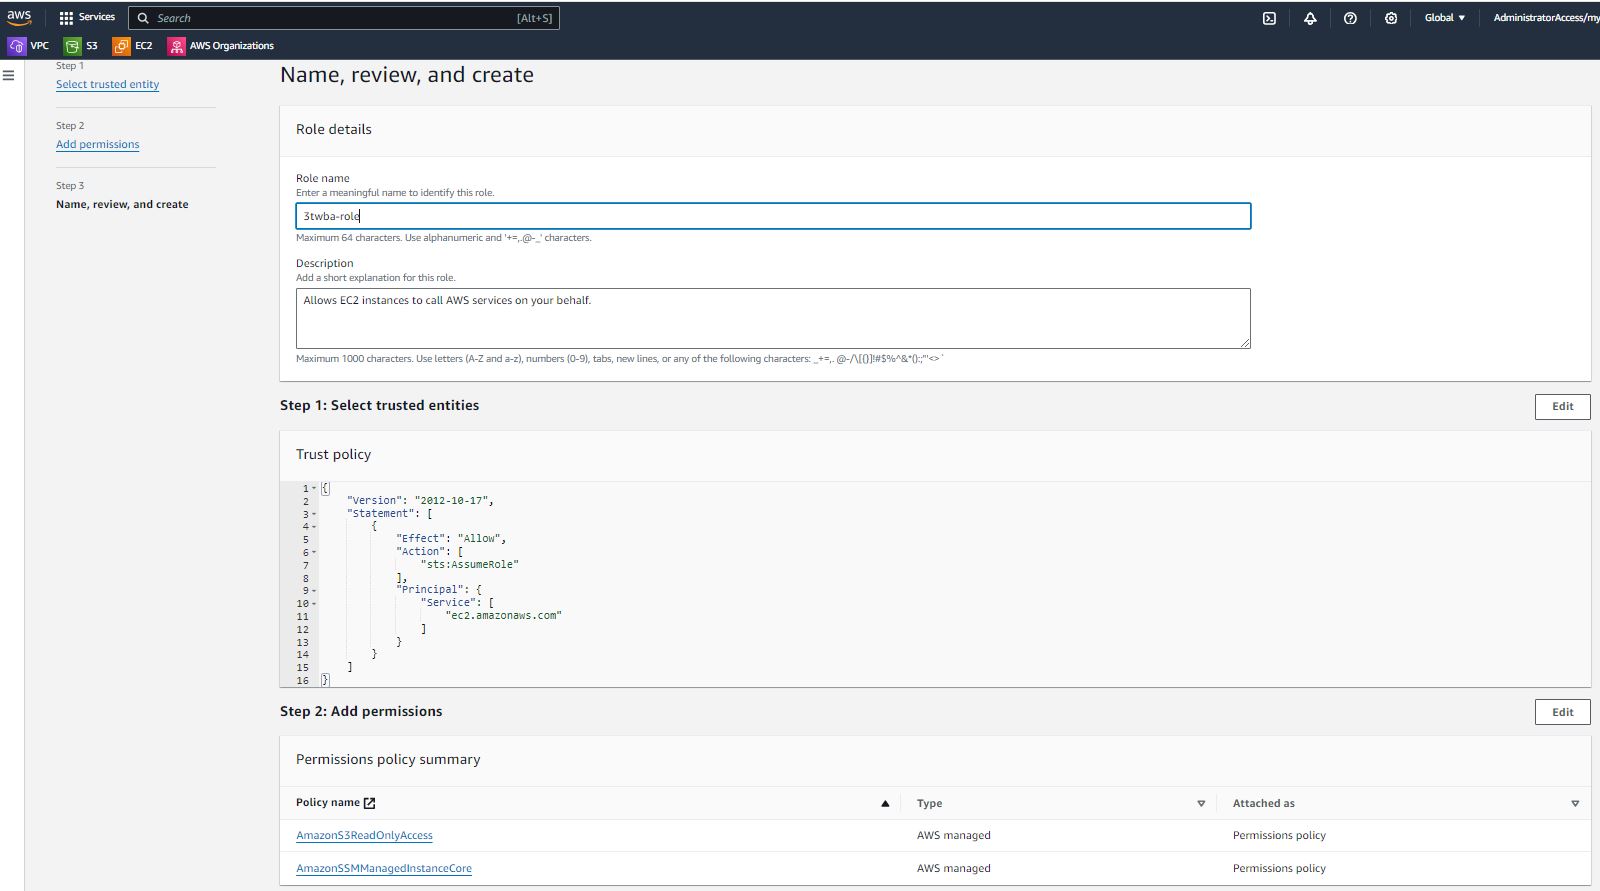 aws Services Search [Alt+S] Global ▼ AdministratorAccess/my
VPC S3 EC2 AWS Organizations
Step 1
Select trusted entity
Step 2
Add permissions
Step 3
Name, review, and create
Name, review, and create
Role details
Role name
Enter a meaningful name to identify this role.
3twba-role
Maximum 64 characters. Use alphanumeric and '+=,.@-_' characters.
Description
Add a short explanation for this role.
Allows EC2 instances to call AWS services on your behalf.
Maximum 1000 characters. Use letters (A-Z and a-z), numbers (0-9), tabs, new lines, or any of the following characters: _+=,. @-/\[{}]!#$%^&*();:"'<>`
Step 1: Select trusted entities
Edit
Trust policy
1 {
2 "Version": "2012-10-17",
3 "Statement": [
4 {
5 "Effect": "Allow",
6 "Action": [
7 "sts:AssumeRole"
8 ],
9 "Principal": {
10 "Service": [
11 "ec2.amazonaws.com"
12 ]
13 }
14 }
15 ]
16 }
Step 2: Add permissions
Edit
Permissions policy summary
Policy name Type Attached as
AmazonS3ReadOnlyAccess AWS managed Permissions policy
AmazonSSMManagedInstanceCore AWS managed Permissions policy